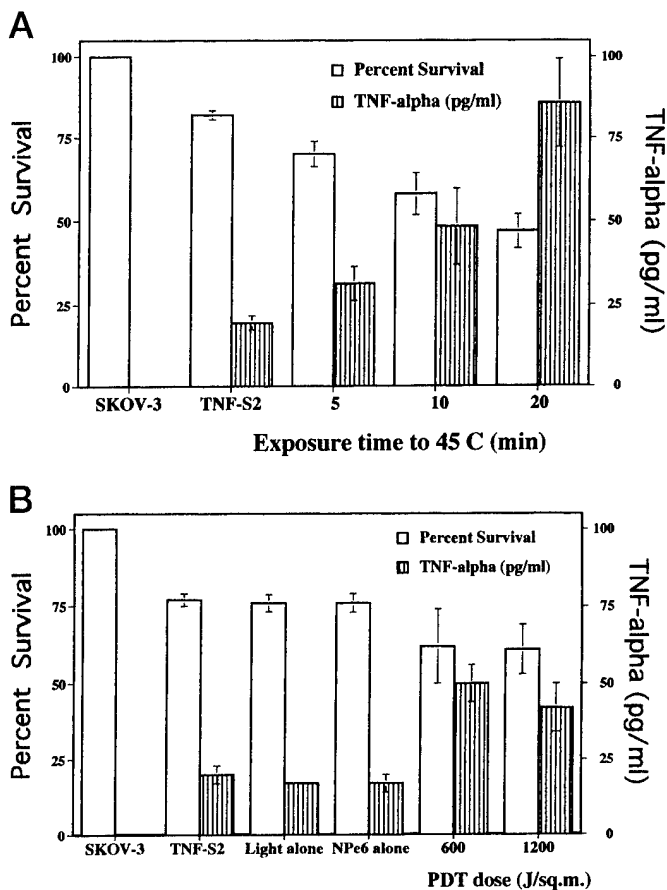 A
100
75
50
25
0
Percent Survival
Percent Survival
TNF-alpha (pg/ml)
100
75
50
25
0
TNF-alpha (pg/ml)
SKOV-3 TNF-S2 5 10 20
Exposure time to 45 C (min)
B
100
75
50
25
0
Percent Survival
Percent Survival
TNF-alpha (pg/ml)
100
75
50
25
0
TNF-alpha (pg/ml)
SKOV-3 TNF-S2 Light alone NPe6 alone 600 1200
PDT dose (J/sq.m.)